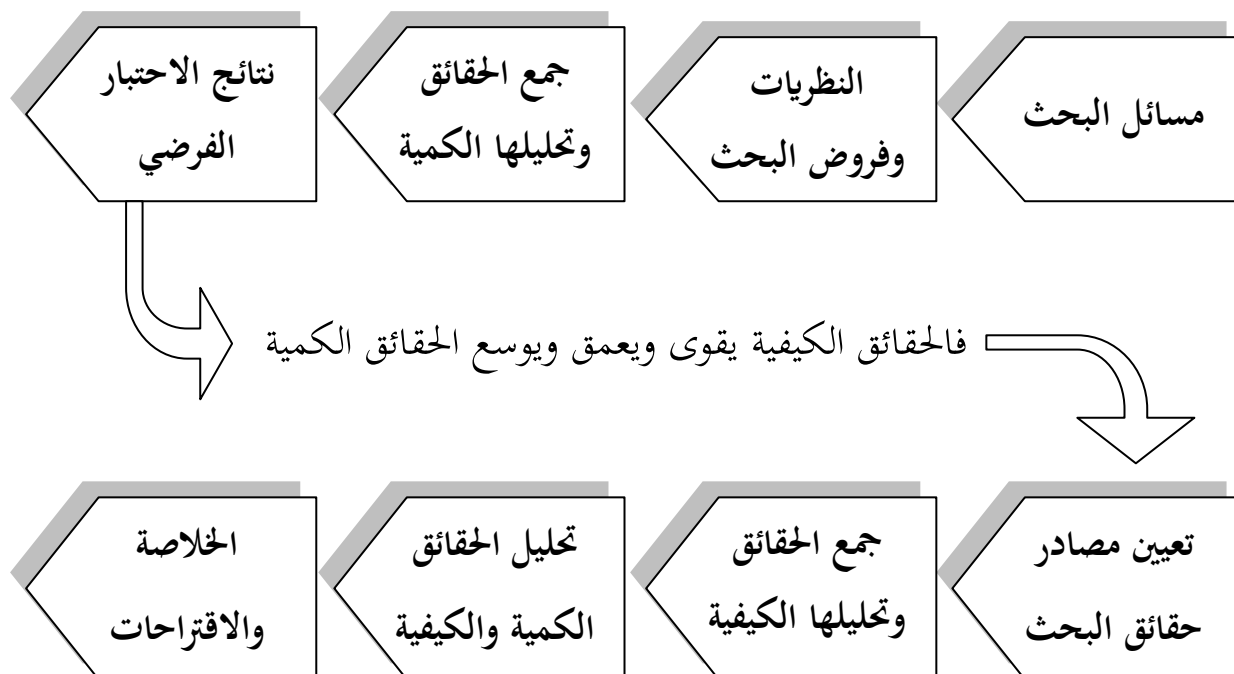 مسائل البحث
النظريات
وفروض البحث
جمع الحقائق
وتحليلها الكمية
نتائج الاحتبار
الفرضي
فالحقائق الكيفية يقوى ويعمق ويوسع الحقائق الكمية
تعيين مصادر
حقائق البحث
جمع الحقائق
وتحليلها الكيفية
تحليل الحقائق
الكمية والكيفية
الخلاصة
والاقتراحات